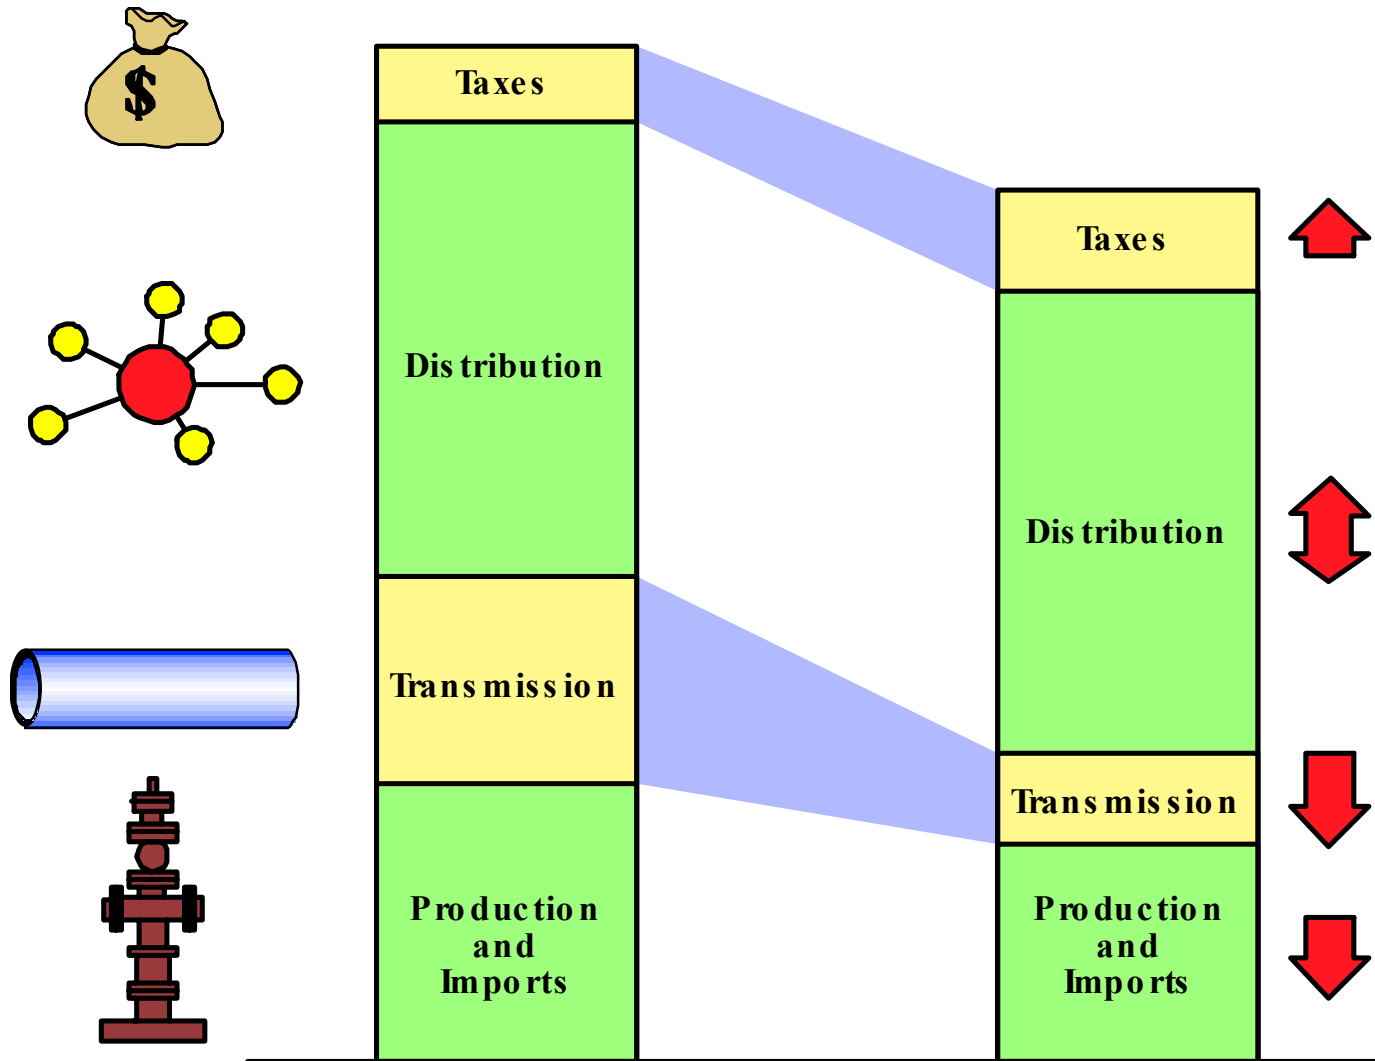 $
Taxes
Distribution
Transmission
Production
and
Imports
Taxes
Distribution
Transmission
Production
and
Imports